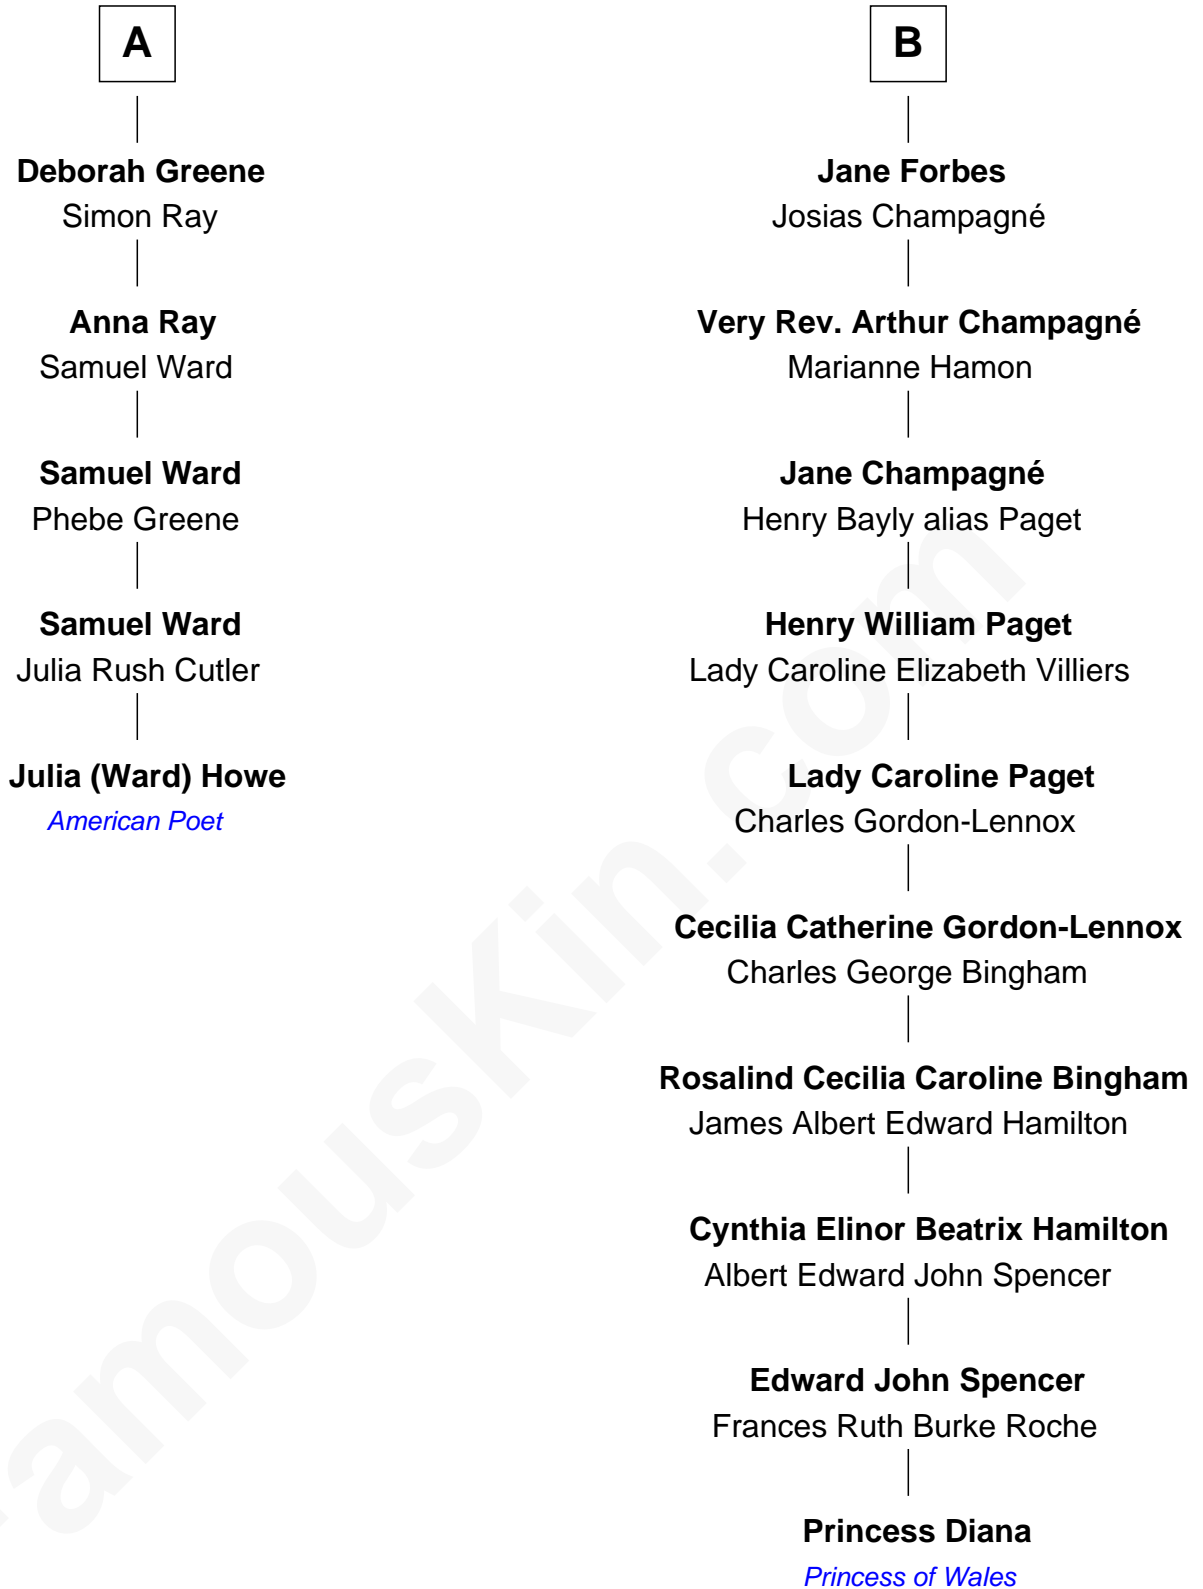 A
Deborah Greene
Simon Ray
Anna Ray
Samuel Ward
Samuel Ward
Phebe Greene
Samuel Ward
Julia Rush Cutler
Julia (Ward) Howe
American Poet
B
Jane Forbes
Josias Champagné
Very Rev. Arthur Champagné
Marianne Hamon
Jane Champagné
Henry Bayly alias Paget
Henry William Paget
Lady Caroline Elizabeth Villiers
Lady Caroline Paget
Charles Gordon-Lennox
Cecilia Catherine Gordon-Lennox
Charles George Bingham
Rosalind Cecilia Caroline Bingham
James Albert Edward Hamilton
Cynthia Elinor Beatrix Hamilton
Albert Edward John Spencer
Edward John Spencer
Frances Ruth Burke Roche
Princess Diana
Princess of Wales
amousKin.com